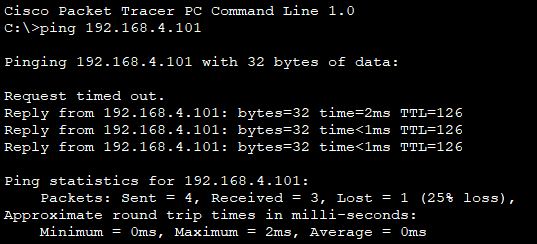 Cisco Packet Tracer PC Command Line 1.0
C:\>ping 192.168.4.101
Pinging 192.168.4.101 with 32 bytes of data:
Request timed out.
Reply from 192.168.4.101: bytes=32 time=2ms TTL=126
Reply from 192.168.4.101: bytes=32 time<1ms TTL=126
Reply from 192.168.4.101: bytes=32 time<1ms TTL=126
Ping statistics for 192.168.4.101:
Packets: Sent = 4, Received = 3, Lost = 1 (25% loss),
Approximate round trip times in milli-seconds:
Minimum = 0ms, Maximum = 2ms, Average = 0ms